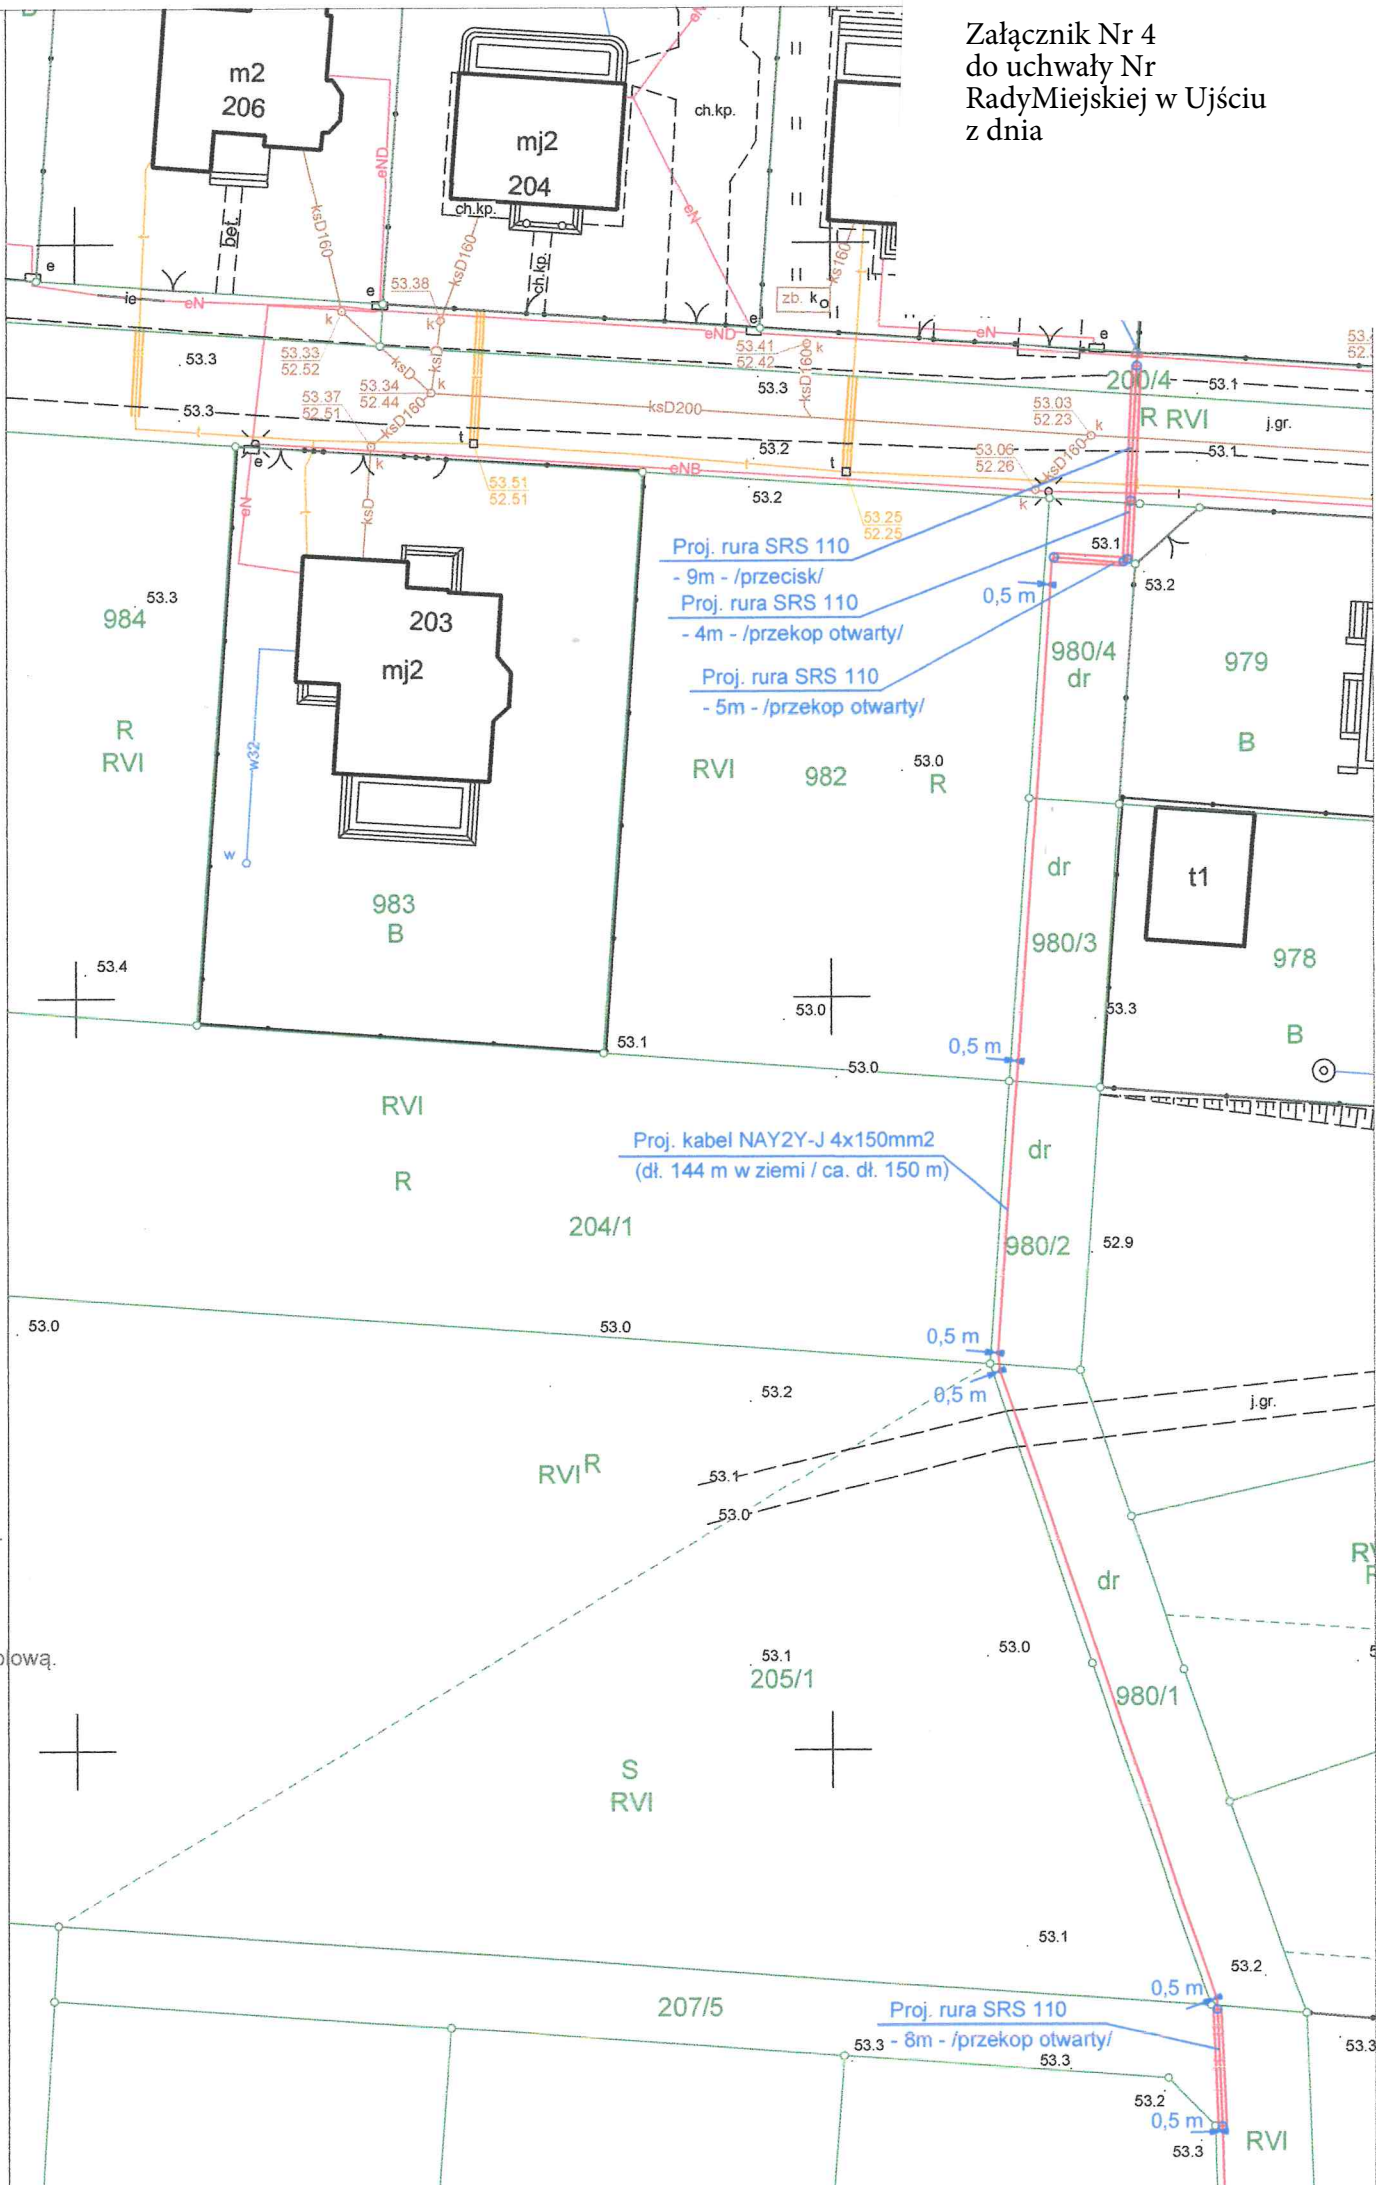 Załącznik Nr 4
do uchwały Nr
RadyMiejskiej w Ujściu
z dnia
m2
206
eND
ksD160
bet.
mj2
204
ch.kp.
ch.kp.
ksD160
ch.kp.
eN
eN
zb. k
ks160
e
ie
eN
e
53.38
k
k
eND
e
53.41
52.42
k
ksD160
eN
e
53.3
53.33
52.52
ksD
ksD
53.34
52.44
k
53.37
52.51
ksD160
k
53.3
53.3
ksD200
200/4
53.1
R RVI
j.gr.
53.03
52.23
k
53.1
53.2
53.06
52.26
ksD160
k
t
t
e
eN
ksD
eNB
53.51
52.51
53.2
53.25
52.25
Proj. rura SRS 110
- 9m - /przecisk/
Proj. rura SRS 110
- 4m - /przekop otwarty/
Proj. rura SRS 110
- 5m - /przekop otwarty/
53.1
0,5 m
53.2
53.3
984
203
mj2
980/4
dr
979
B
R
RVI
w32
w
RVI
982
53.0
R
dr
t1
983
B
980/3
978
53.4
53.0
53.3
B
53.1
0,5 m
53.0
RVI
Proj. kabel NAY2Y-J 4x150mm2
(dł. 144 m w ziemi / ca. dł. 150 m)
dr
R
204/1
980/2
52.9
53.0
53.0
0,5 m
0,5 m
53.2
j.gr.
RVI R
53.1
53.0
dr
53.0
53.1
205/1
980/1
S
RVI
53.1
53.2
0,5 m
207/5
Proj. rura SRS 110
- 8m - /przekop otwarty/
53.3
53.3
53.3
53.2
0,5 m
53.3
RVI